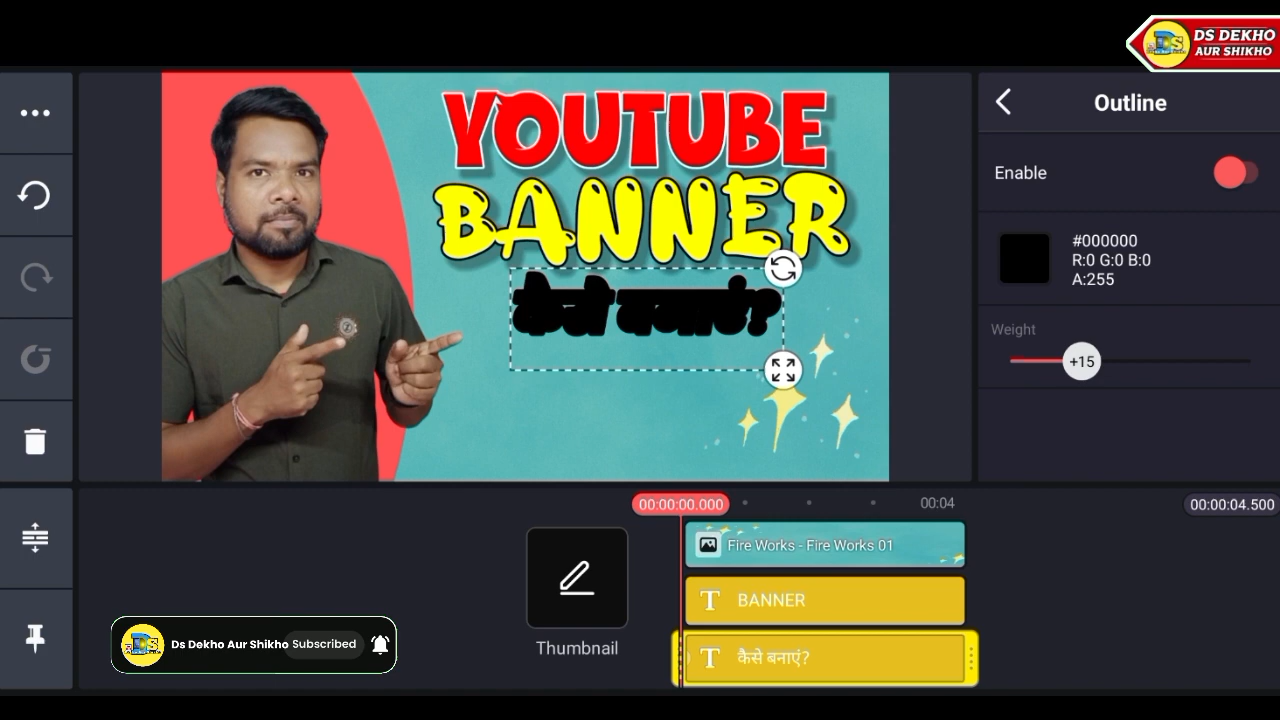 DS DEKHO
AUR SHIKHO
YOUTUBE
BANNER
कैसे बनाएं?
Outline
Enable
#000000
R:0 G:0 B:0
A:255
Weight
+15
00:00:00.000
00:04
00:00:04.500
Fire Works - Fire Works 01
T BANNER
T कैसे बनाएं?
Thumbnail
DS
Ds Dekho Aur Shikho Subscribed